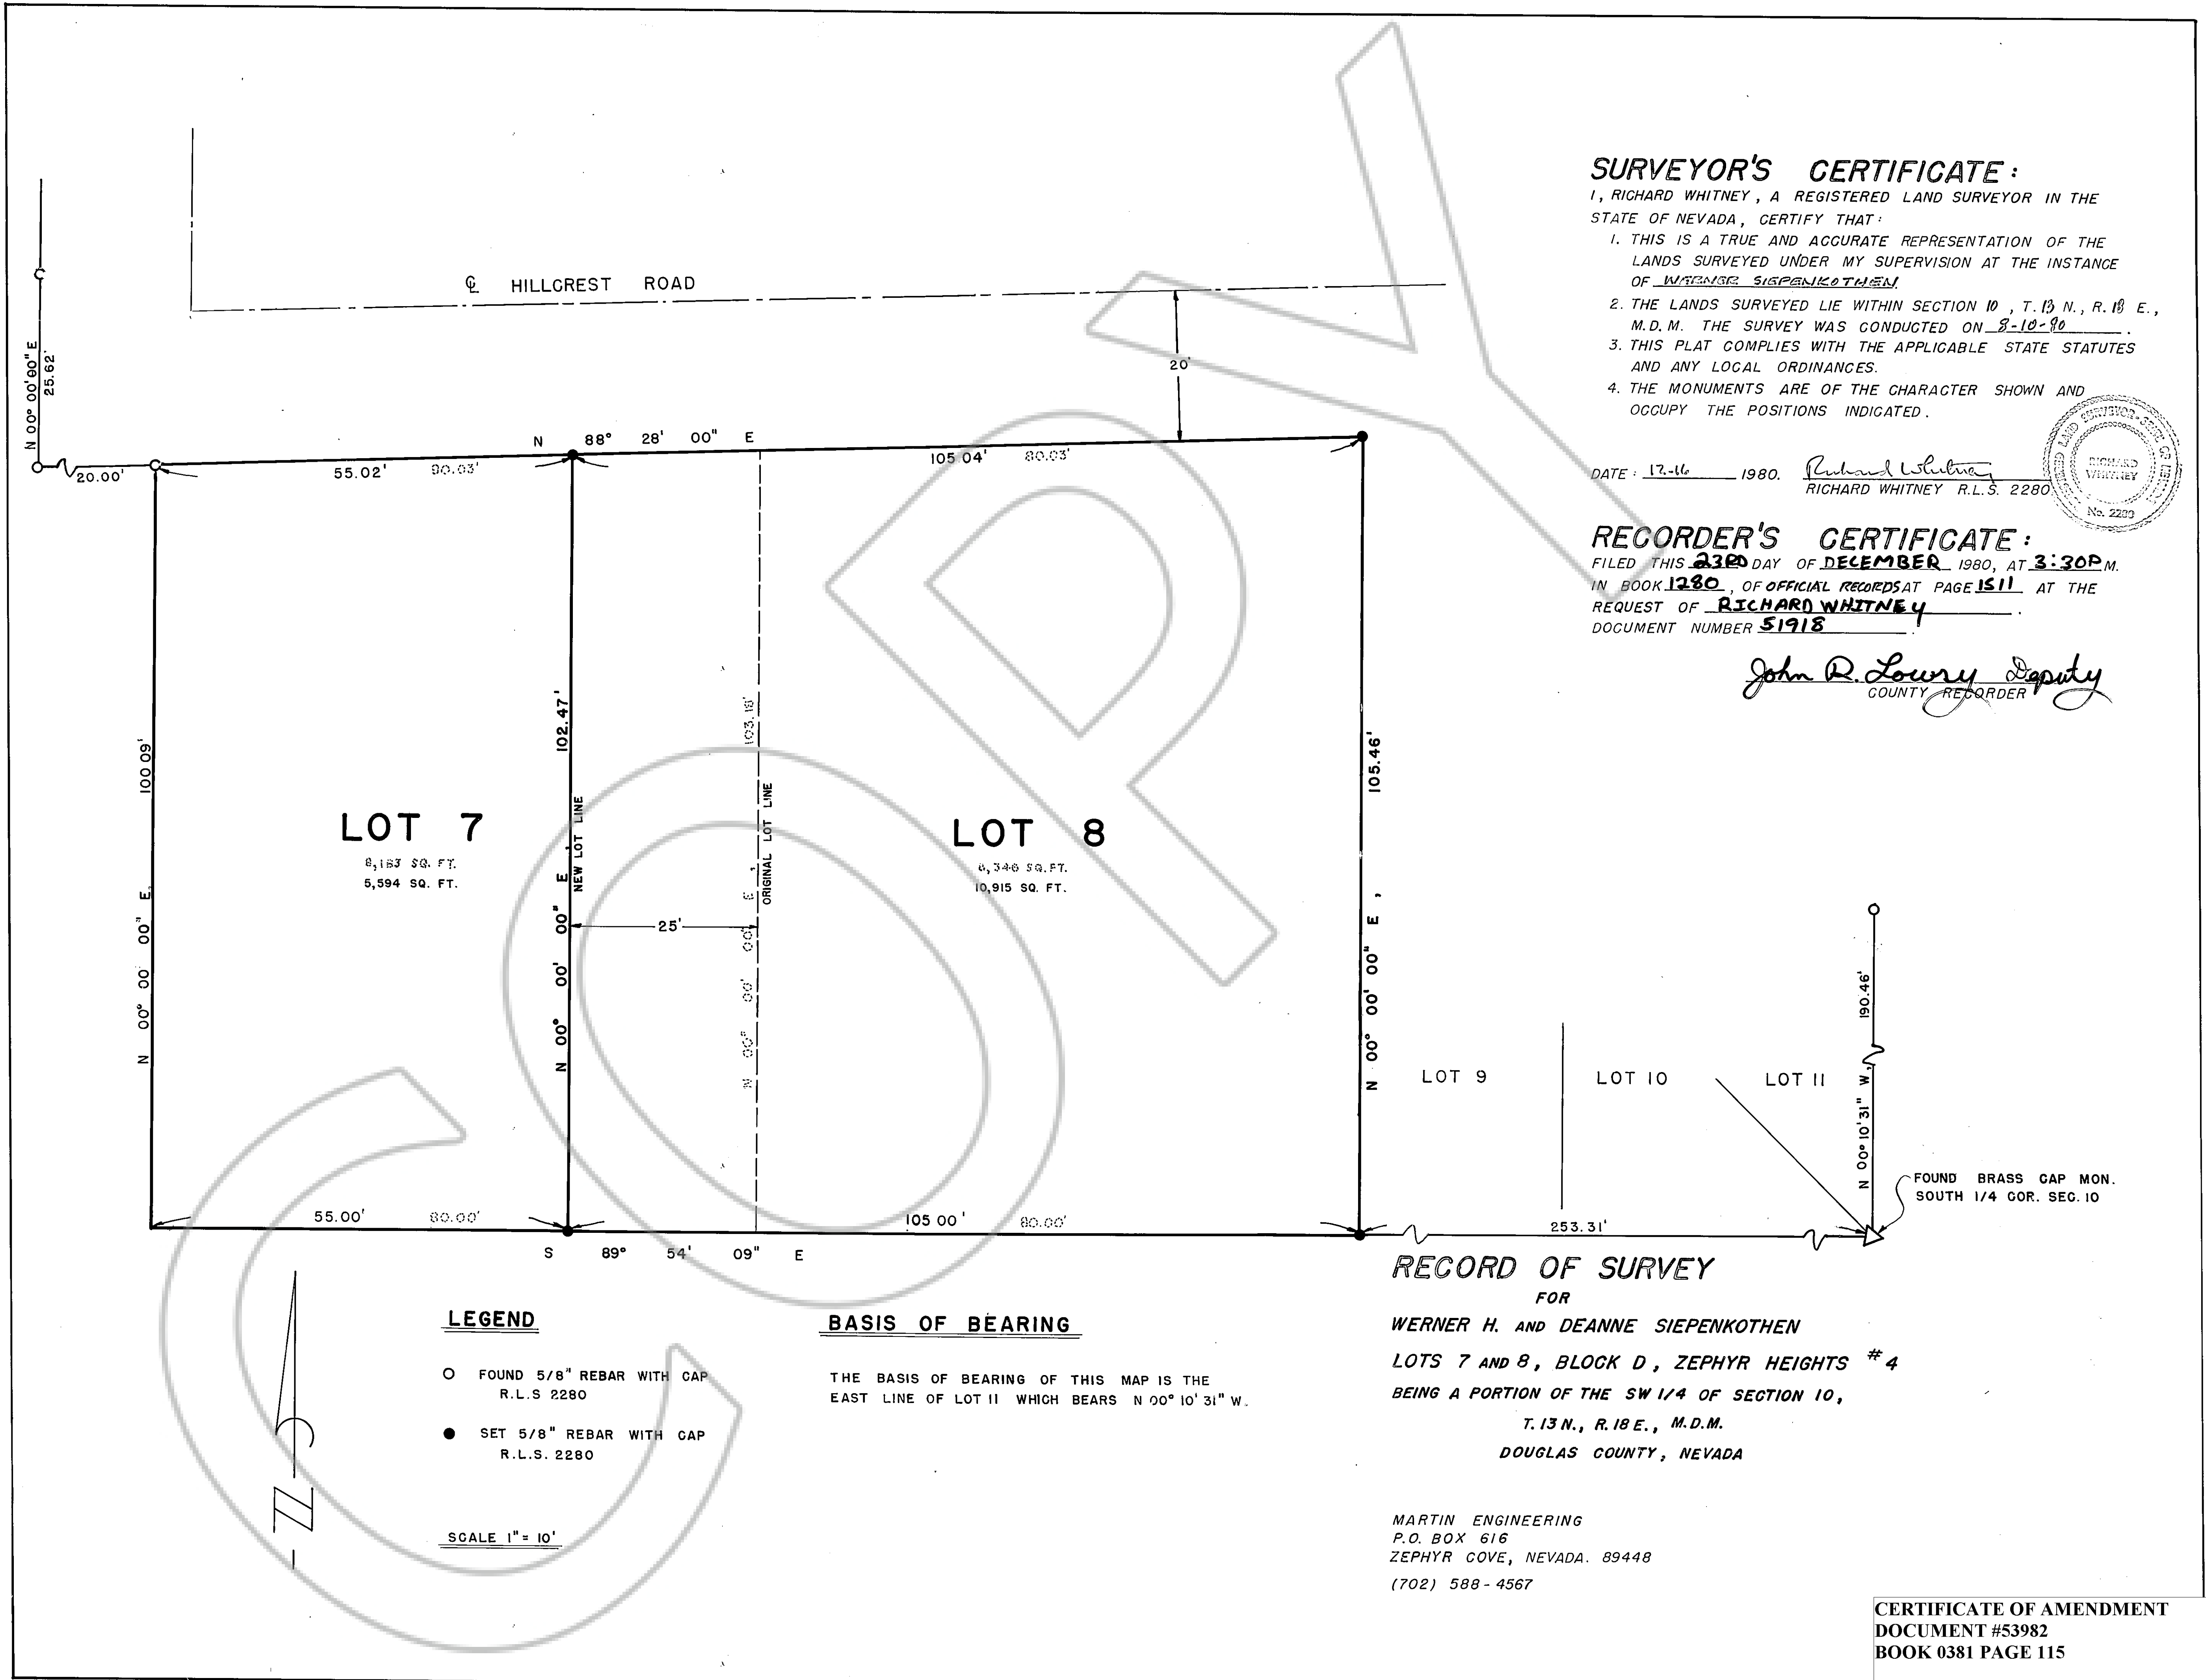 SURVEYOR'S CERTIFICATE:
I, RICHARD WHITNEY, A REGISTERED LAND SURVEYOR IN THE
STATE OF NEVADA, CERTIFY THAT:
1. THIS IS A TRUE AND ACCURATE REPRESENTATION OF THE
LANDS SURVEYED UNDER MY SUPERVISION AT THE INSTANCE
OF WERNER SIEPENKOTHEN
2. THE LANDS SURVEYED LIE WITHIN SECTION 10, T. 13 N., R. 18 E.,
M.D.M. THE SURVEY WAS CONDUCTED ON 8-10-80.
3. THIS PLAT COMPLIES WITH THE APPLICABLE STATE STATUTES
AND ANY LOCAL ORDINANCES.
4. THE MONUMENTS ARE OF THE CHARACTER SHOWN AND
OCCUPY THE POSITIONS INDICATED.
DATE: 12-16 1980. Richard Whitney
RICHARD WHITNEY R.L.S. 2280
RICHARD
WHITNEY
No. 2280
RECORDER'S CERTIFICATE:
FILED THIS 23RD DAY OF DECEMBER 1980, AT 3:30P M.
IN BOOK 1280, OF OFFICIAL RECORDS AT PAGE 1511 AT THE
REQUEST OF RICHARD WHITNEY.
DOCUMENT NUMBER 51918.
John R. Lowry Deputy
COUNTY RECORDER
℄ HILLCREST ROAD
N 00° 00' 00" E
25.62'
20.00'
20'
N 88° 28' 00" E
55.02' 80.03'
105.04' 80.03'
N 00° 00' 00" E, 100.09'
N 00° 00' 00" E, 102.47'
NEW LOT LINE
N 00° 00' 00" E, 103.18'
ORIGINAL LOT LINE
N 00° 00' 00" E, 105.46'
25'
LOT 7
8,183 SQ. FT.
5,594 SQ. FT.
LOT 8
8,346 SQ. FT.
10,915 SQ. FT.
55.00' 80.00'
105.00' 80.00'
S 89° 54' 09" E
LOT 9
LOT 10
LOT 11
N 00° 10' 31" W, 190.46'
253.31'
FOUND BRASS CAP MON.
SOUTH 1/4 COR. SEC. 10
N
LEGEND
FOUND 5/8" REBAR WITH CAP
R.L.S 2280
SET 5/8" REBAR WITH CAP
R.L.S. 2280
SCALE 1" = 10'
BASIS OF BEARING
THE BASIS OF BEARING OF THIS MAP IS THE
EAST LINE OF LOT 11 WHICH BEARS N 00° 10' 31" W.
RECORD OF SURVEY
FOR
WERNER H. AND DEANNE SIEPENKOTHEN
LOTS 7 AND 8, BLOCK D, ZEPHYR HEIGHTS #4
BEING A PORTION OF THE SW 1/4 OF SECTION 10,
T. 13 N., R. 18 E., M.D.M.
DOUGLAS COUNTY, NEVADA
MARTIN ENGINEERING
P.O. BOX 616
ZEPHYR COVE, NEVADA. 89448
(702) 588-4567
CERTIFICATE OF AMENDMENT
DOCUMENT #53982
BOOK 0381 PAGE 115
COPY